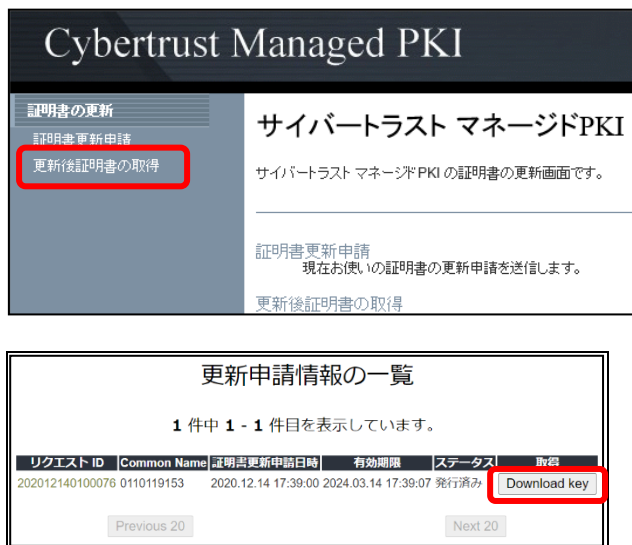 Cybertrust Managed PKI
証明書の更新
証明書更新申請
更新後証明書の取得
サイバートラスト マネージドPKI
サイバートラスト マネージドPKI の証明書の更新画面です。
証明書更新申請
現在お使いの証明書の更新申請を送信します。
更新後証明書の取得
更新申請情報の一覧
1 件中 1 - 1 件目を表示しています。
リクエスト ID Common Name 証明書更新申請日時 有効期限 ステータス 取得
202012140100076 0110119153 2020.12.14 17:39:00 2024.03.14 17:39:07 発行済み Download key
Previous 20 Next 20